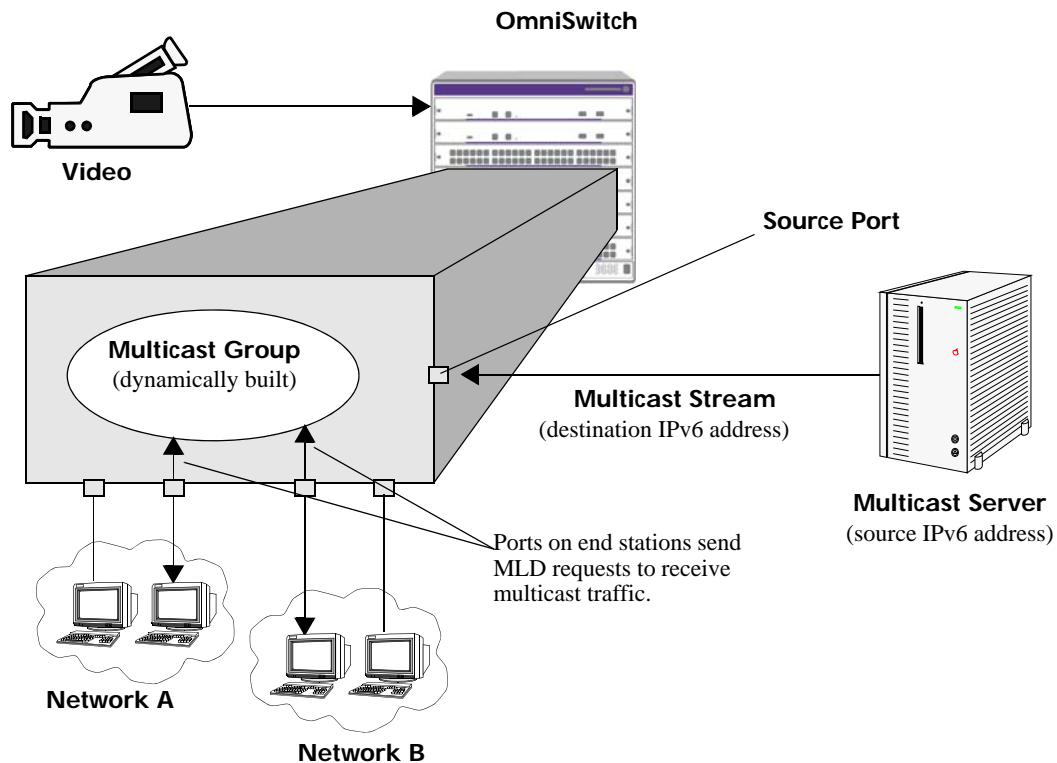 OmniSwitch
Video
Source Port
Multicast Group
(dynamically built)
Multicast Stream
(destination IPv6 address)
Multicast Server
(source IPv6 address)
Ports on end stations send
MLD requests to receive
multicast traffic.
Network A
Network B